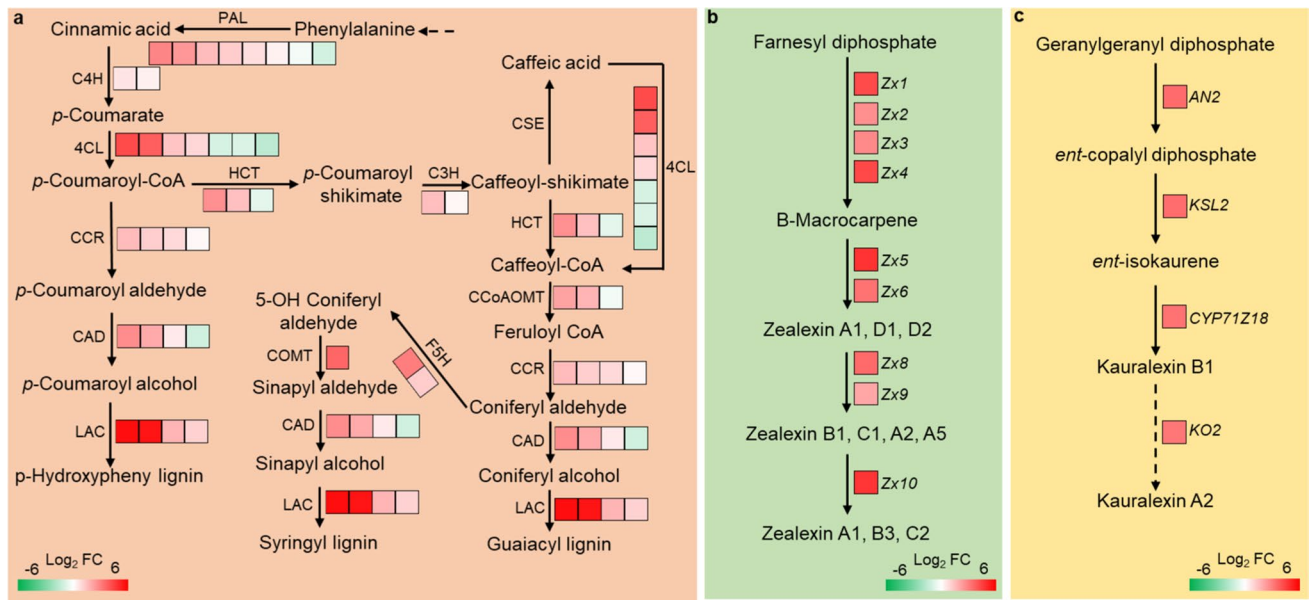 a
Cinnamic acid
PAL
Phenylalanine
C4H
p-Coumarate
4CL
p-Coumaroyl-CoA
HCT
p-Coumaroyl
shikimate
C3H
Caffeoyl-shikimate
CSE
Caffeic acid
4CL
HCT
Caffeoyl-CoA
CCoAOMT
Feruloyl CoA
CCR
Coniferyl aldehyde
CAD
Coniferyl alcohol
LAC
Guaiacyl lignin
CCR
p-Coumaroyl aldehyde
CAD
p-Coumaroyl alcohol
LAC
p-Hydroxypheny lignin
F5H
5-OH Coniferyl
aldehyde
COMT
Sinapyl aldehyde
CAD
Sinapyl alcohol
LAC
Syringyl lignin
-6 Log2 FC 6
b
Farnesyl diphosphate
Zx1
Zx2
Zx3
Zx4
B-Macrocarpene
Zx5
Zx6
Zealexin A1, D1, D2
Zx8
Zx9
Zealexin B1, C1, A2, A5
Zx10
Zealexin A1, B3, C2
-6 Log2 FC 6
c
Geranylgeranyl diphosphate
AN2
ent-copalyl diphosphate
KSL2
ent-isokaurene
CYP71Z18
Kauralexin B1
KO2
Kauralexin A2
-6 Log2 FC 6